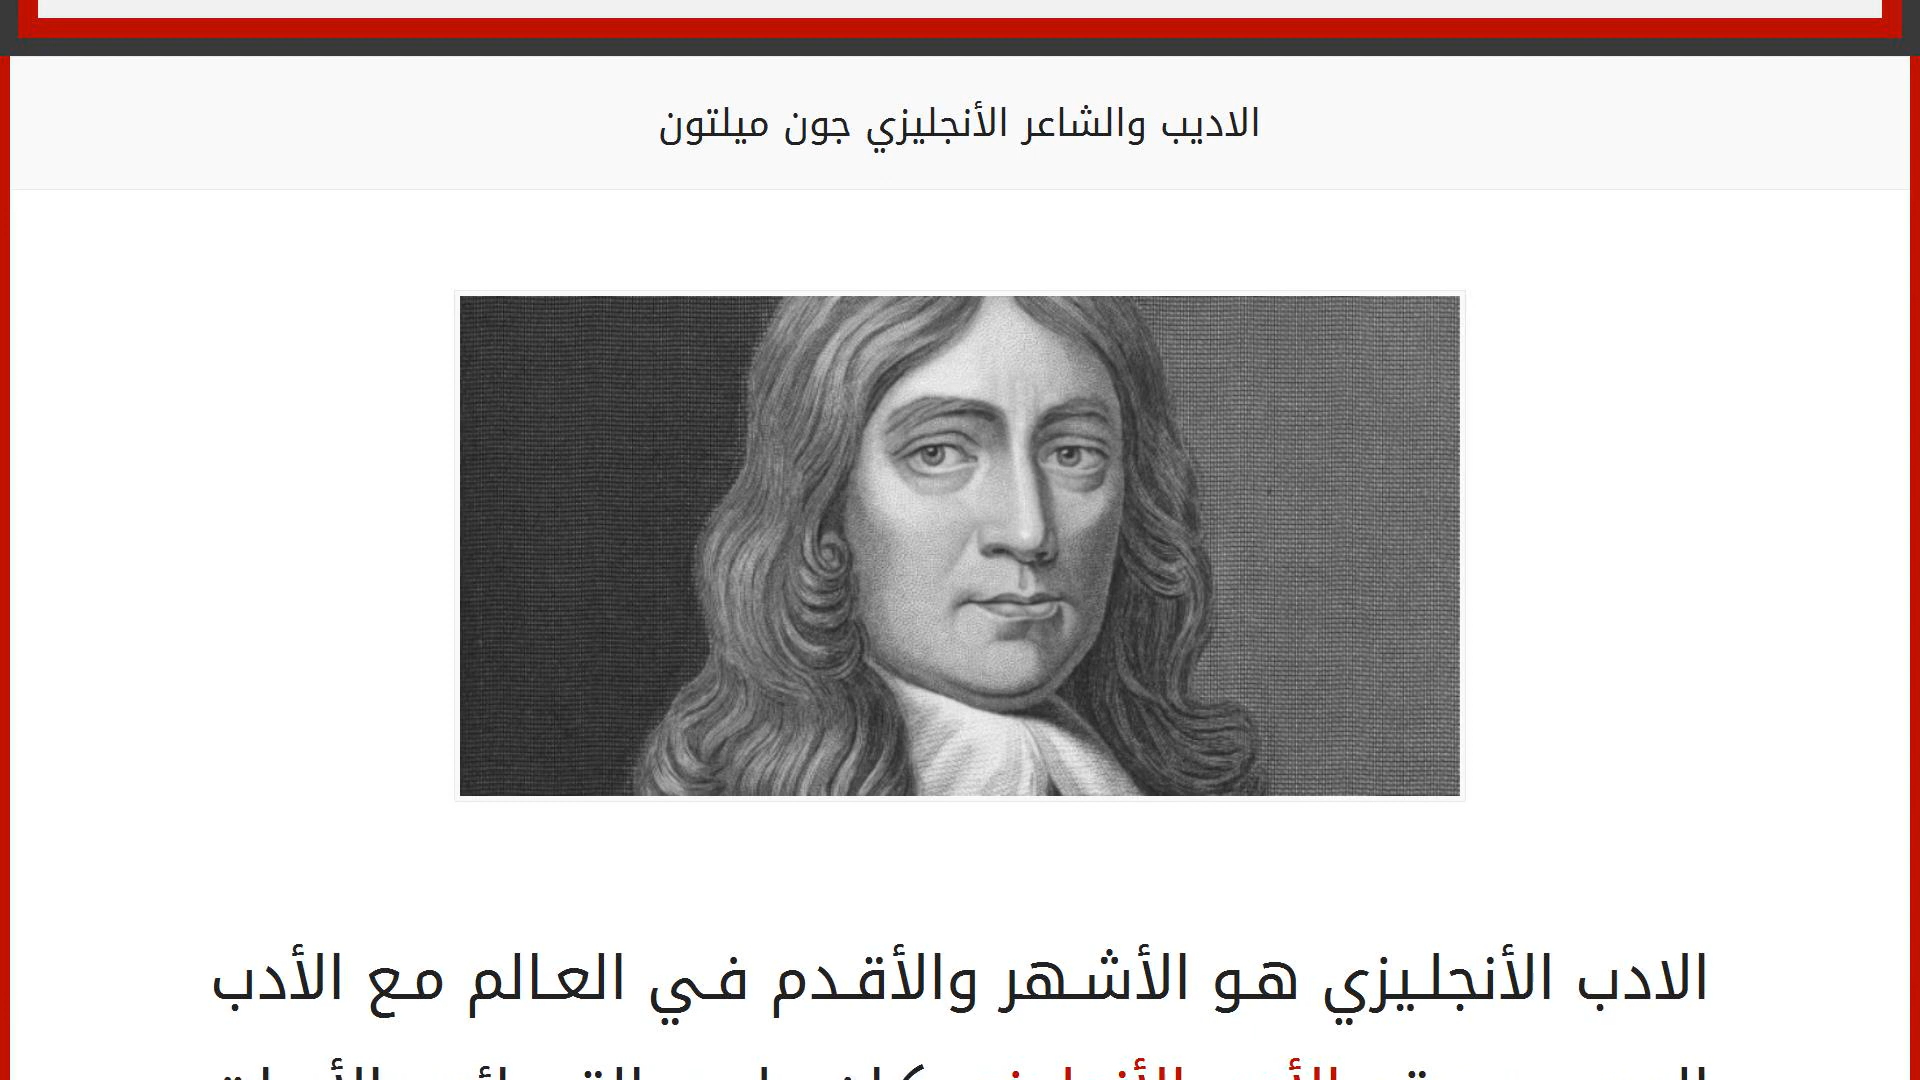 الاديب والشاعر الأنجليزي جون ميلتون
الادب الأنجليزي هو الأشهر والأقدم في العالم مع الأدب